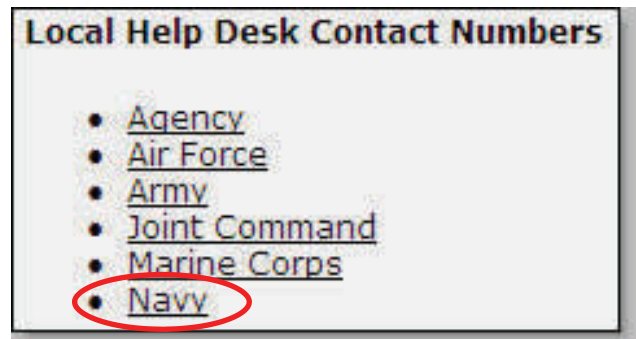 Local Help Desk Contact Numbers
• Agency
• Air Force
• Army
• Joint Command
• Marine Corps
• Navy